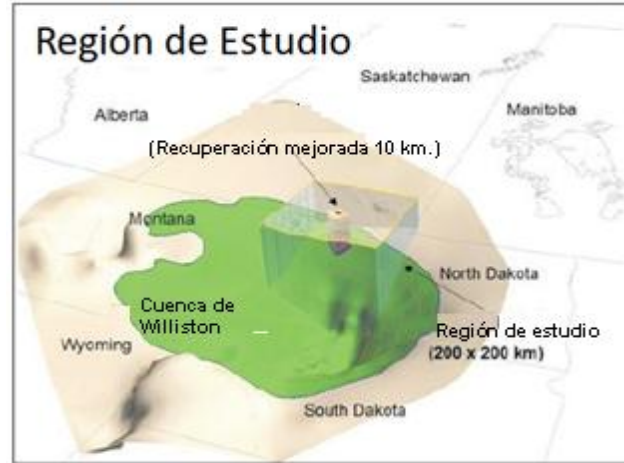 Región de Estudio
Saskatchewan
Alberta
Manitoba
(Recuperación mejorada 10 km.)
Montana
North Dakota
Cuenca de
Williston
Región de estudio
(200 x 200 km)
Wyoming
South Dakota